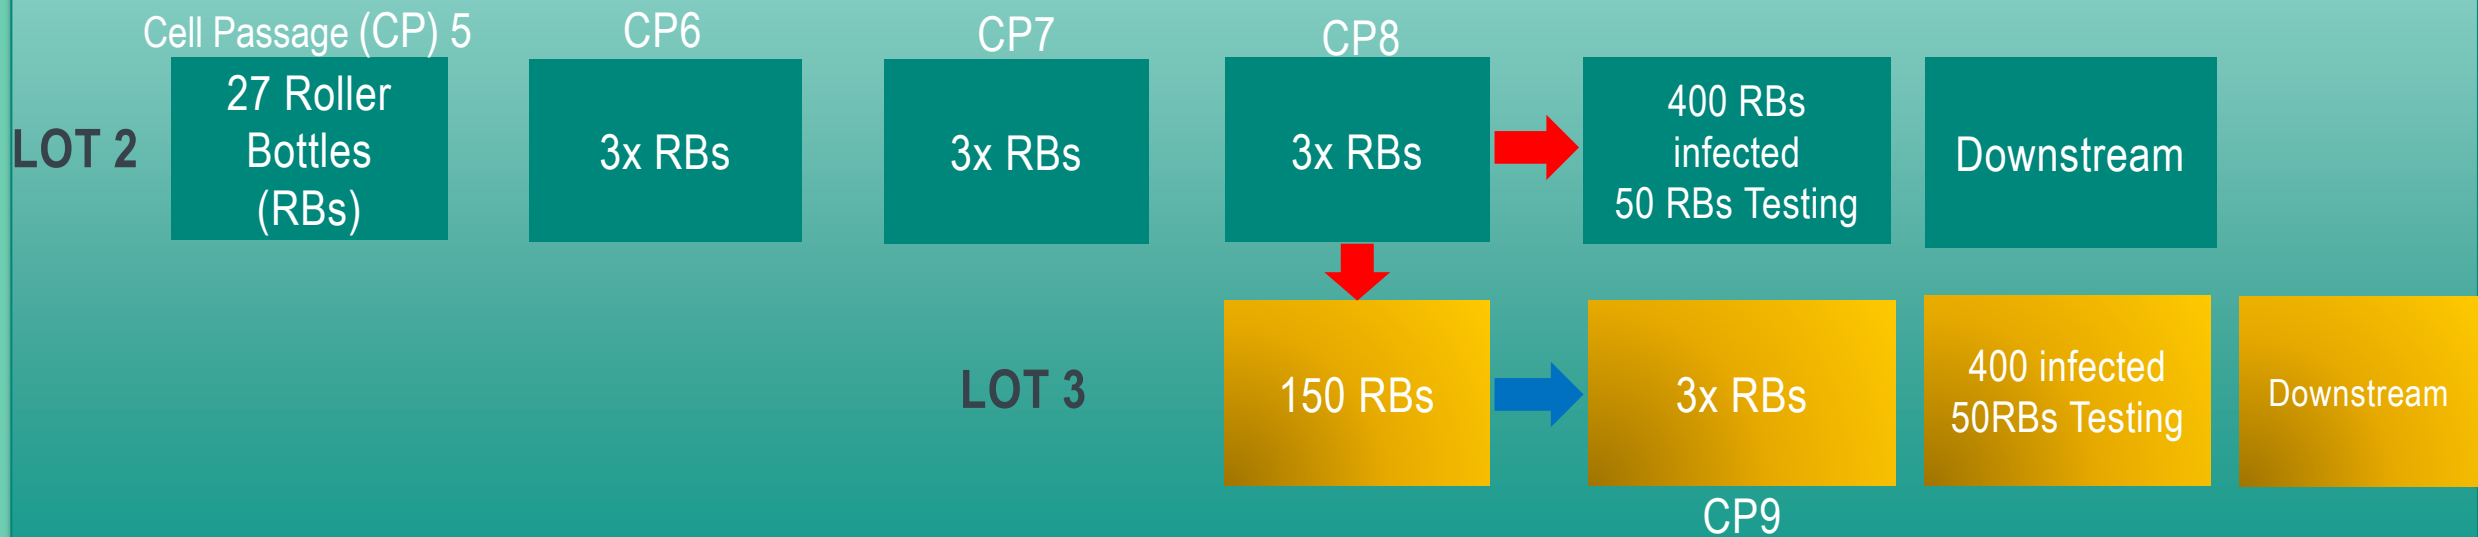 Cell Passage (CP) 5
CP6
CP7
CP8
LOT 2
27 Roller
Bottles
(RBs)
3x RBs
3x RBs
3x RBs
400 RBs
infected
50 RBs Testing
Downstream
LOT 3
150 RBs
3x RBs
400 infected
50RBs Testing
Downstream
CP9